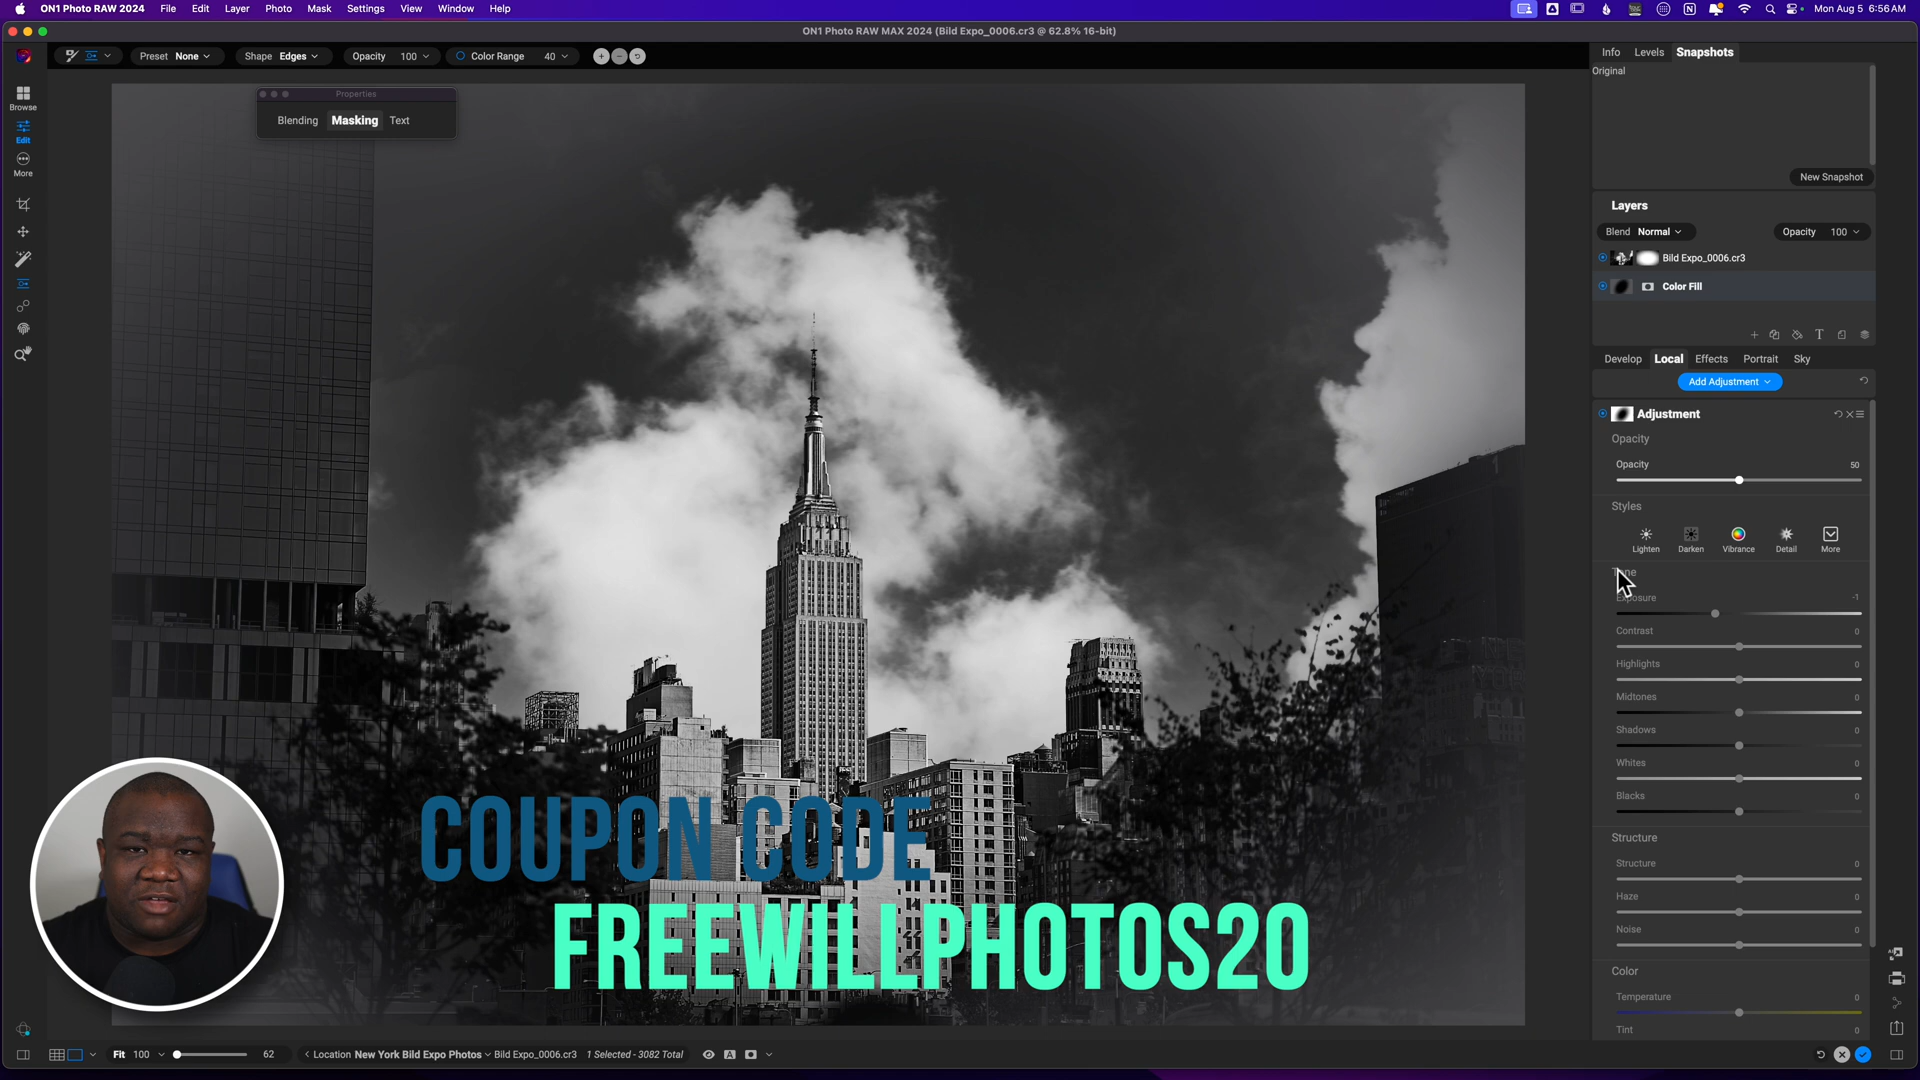 ON1 Photo RAW 2024 File Edit Layer Photo Mask Settings View Window Help
Mon Aug 5 6:56 AM
ON1 Photo RAW MAX 2024 (Bild Expo_0006.cr3 @ 62.8% 16-bit)
Preset None Shape Edges Opacity 100 Color Range 40
Properties
Blending Masking Text
Browse
Edit
More
Info Levels Snapshots
Original
New Snapshot
Layers
Blend Normal Opacity 100
Bild Expo_0006.cr3
Color Fill
Develop Local Effects Portrait Sky
Add Adjustment
Adjustment
Opacity
Opacity 50
Styles
Lighten Darken Vibrance Detail More
Tone
Exposure -1
Contrast 0
Highlights 0
Midtones 0
Shadows 0
Whites 0
Blacks 0
Structure
Structure 0
Haze 0
Noise 0
Color
Temperature 0
Tint 0
COUPON CODE
FREEWILLPHOTOS20
Fit 100 62 Location New York Bild Expo Photos Bild Expo_0006.cr3 1 Selected - 3082 Total